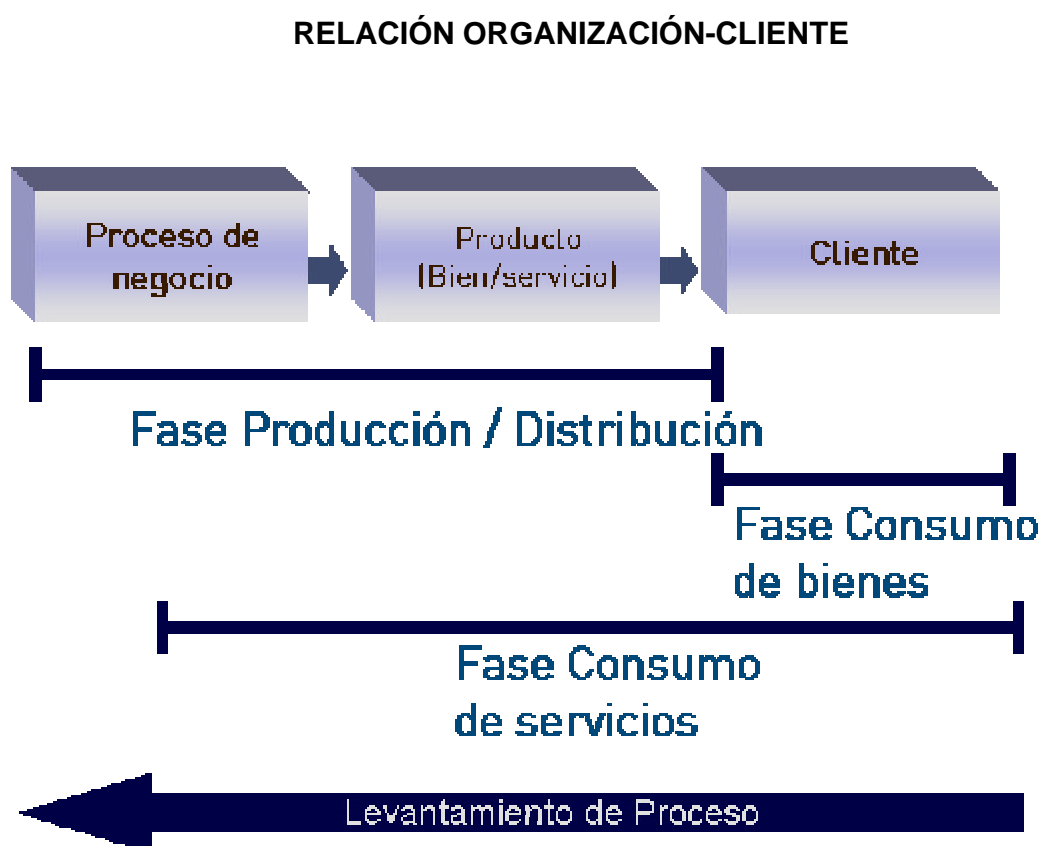 RELACIÓN ORGANIZACIÓN-CLIENTE
Proceso de
negocio
Producto
(Bien/servicio)
Cliente
Fase Producción / Distribución
Fase Consumo
de bienes
Fase Consumo
de servicios
Levantamiento de Proceso